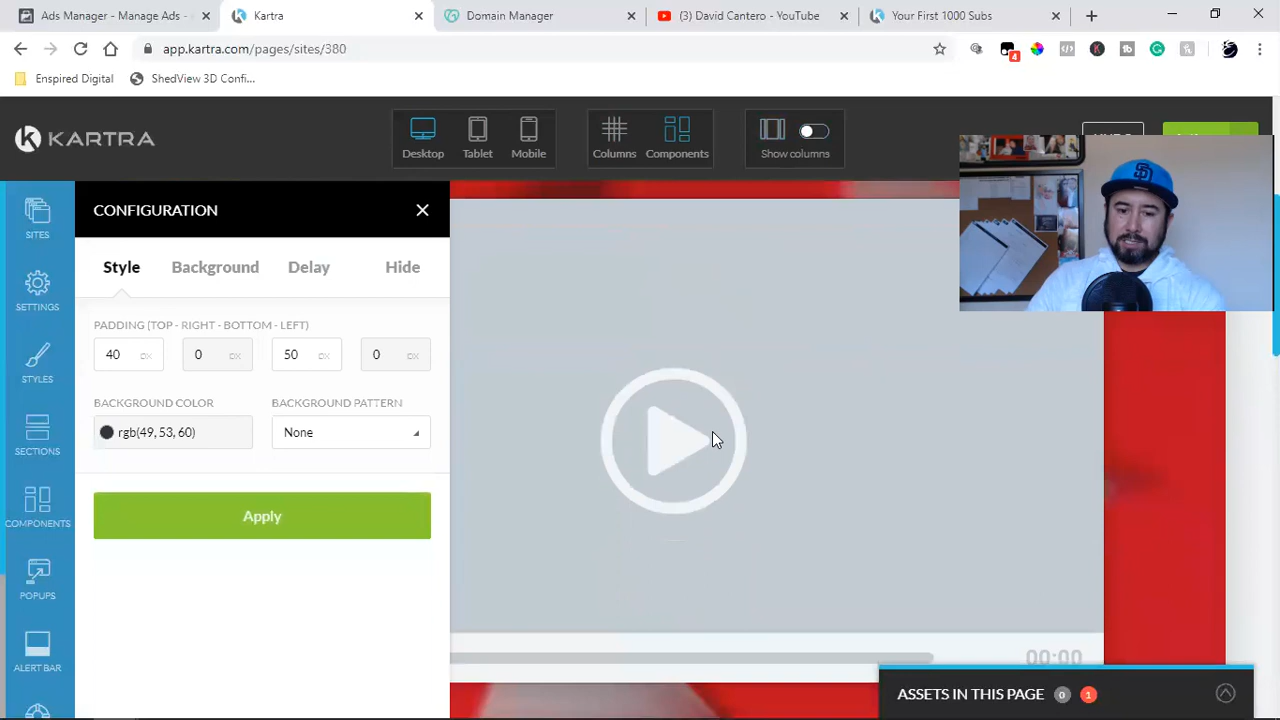 Ads Manager - Manage Ads -
Kartra
Domain Manager
(3) David Cantero - YouTube
Your First 1000 Subs
app.kartra.com/pages/sites/380
4
Enspired Digital
ShedView 3D Confi...
KARTRA
Desktop
Tablet
Mobile
Columns
Components
Show columns
SITES
SETTINGS
STYLES
SECTIONS
COMPONENTS
POPUPS
ALERT BAR
CONFIGURATION
Style
Background
Delay
Hide
PADDING (TOP - RIGHT - BOTTOM - LEFT)
40 px
0 px
50 px
0 px
BACKGROUND COLOR
BACKGROUND PATTERN
rgb(49, 53, 60)
None
Apply
00:00
ASSETS IN THIS PAGE 0 1